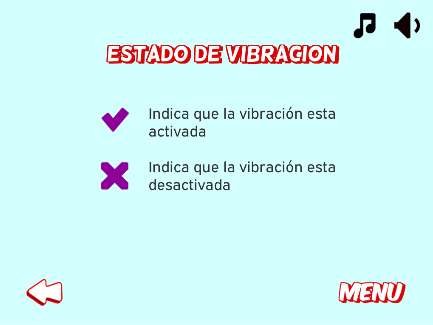 ESTADO DE VIBRACION
Indica que la vibración esta
activada
Indica que la vibración esta
desactivada
MENU